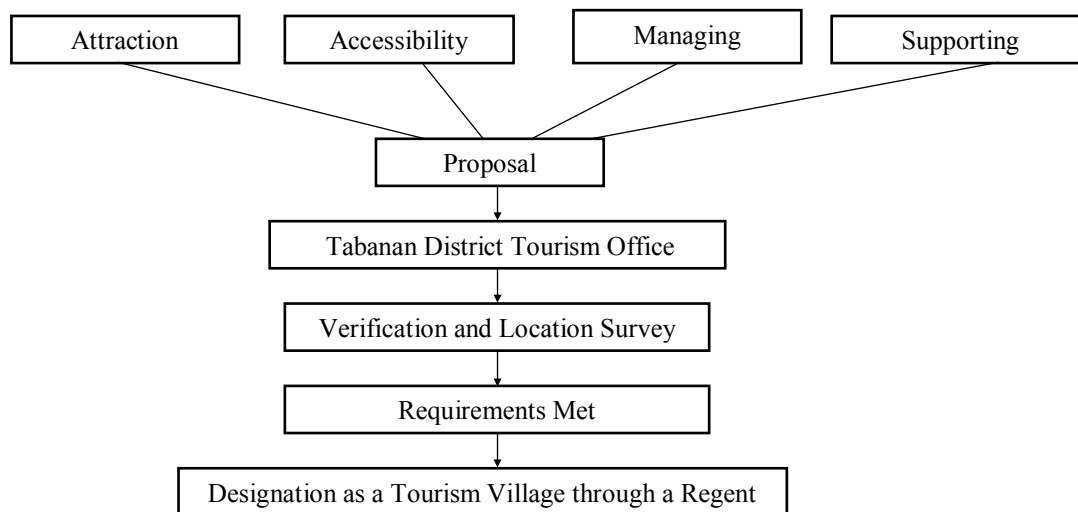 Attraction
Accessibility
Managing
Supporting
Proposal
Tabanan District Tourism Office
Verification and Location Survey
Requirements Met
Designation as a Tourism Village through a Regent